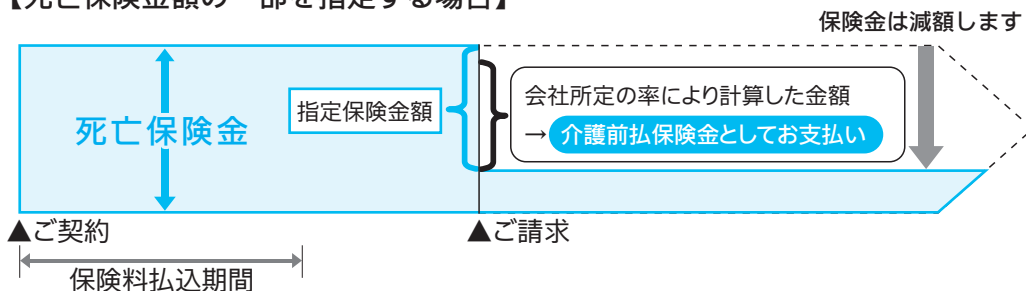 【死亡保険金額の一部を指定する場合】
保険金は減額します
死亡保険金
指定保険金額
会社所定の率により計算した金額
→介護前払保険金としてお支払い
▲ご契約
▲ご請求
保険料払込期間